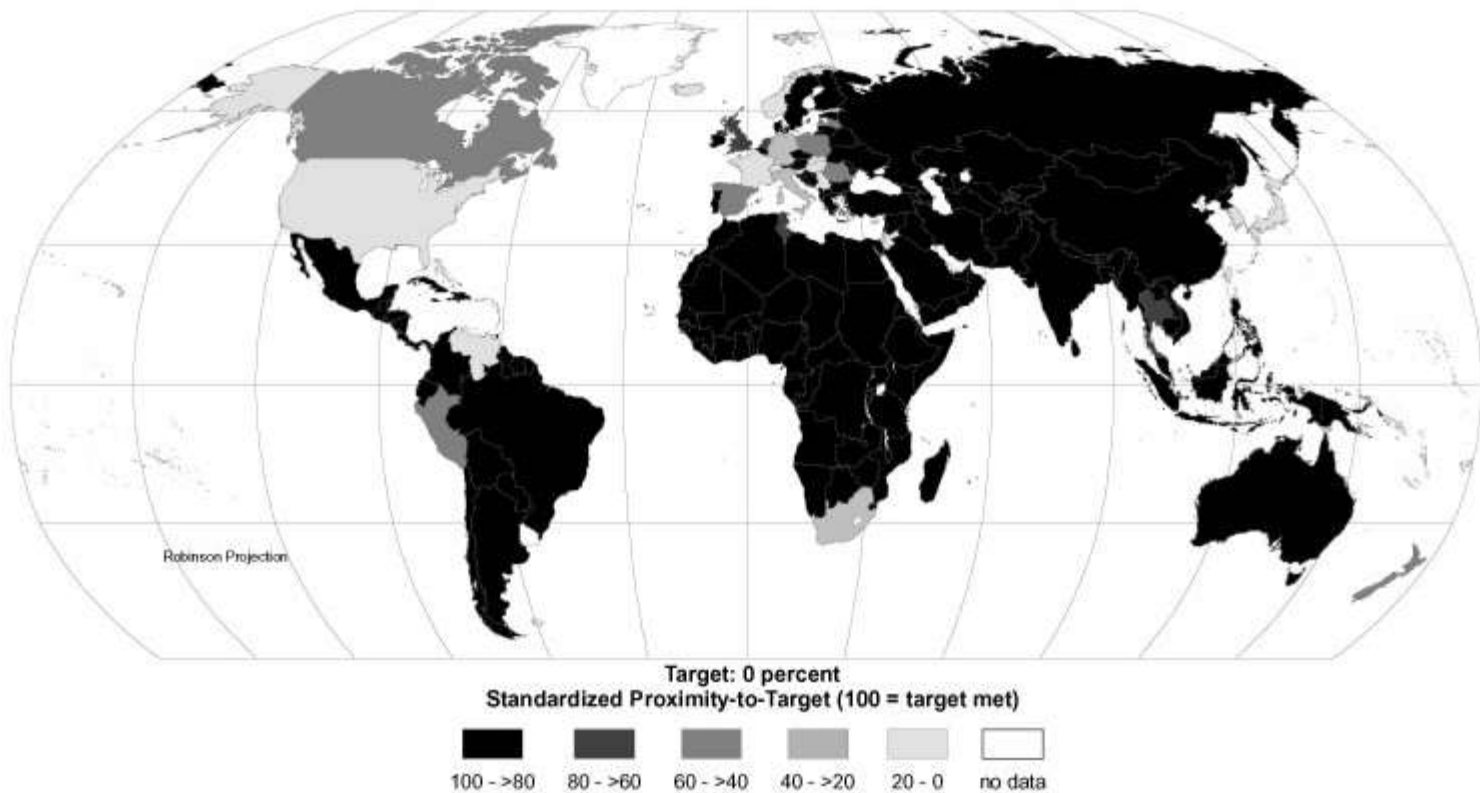 Robinson Projection
Target: 0 percent
Standardized Proximity-to-Target (100 = target met)
100 - >80 80 - >60 60 - >40 40 - >20 20 - 0 no data